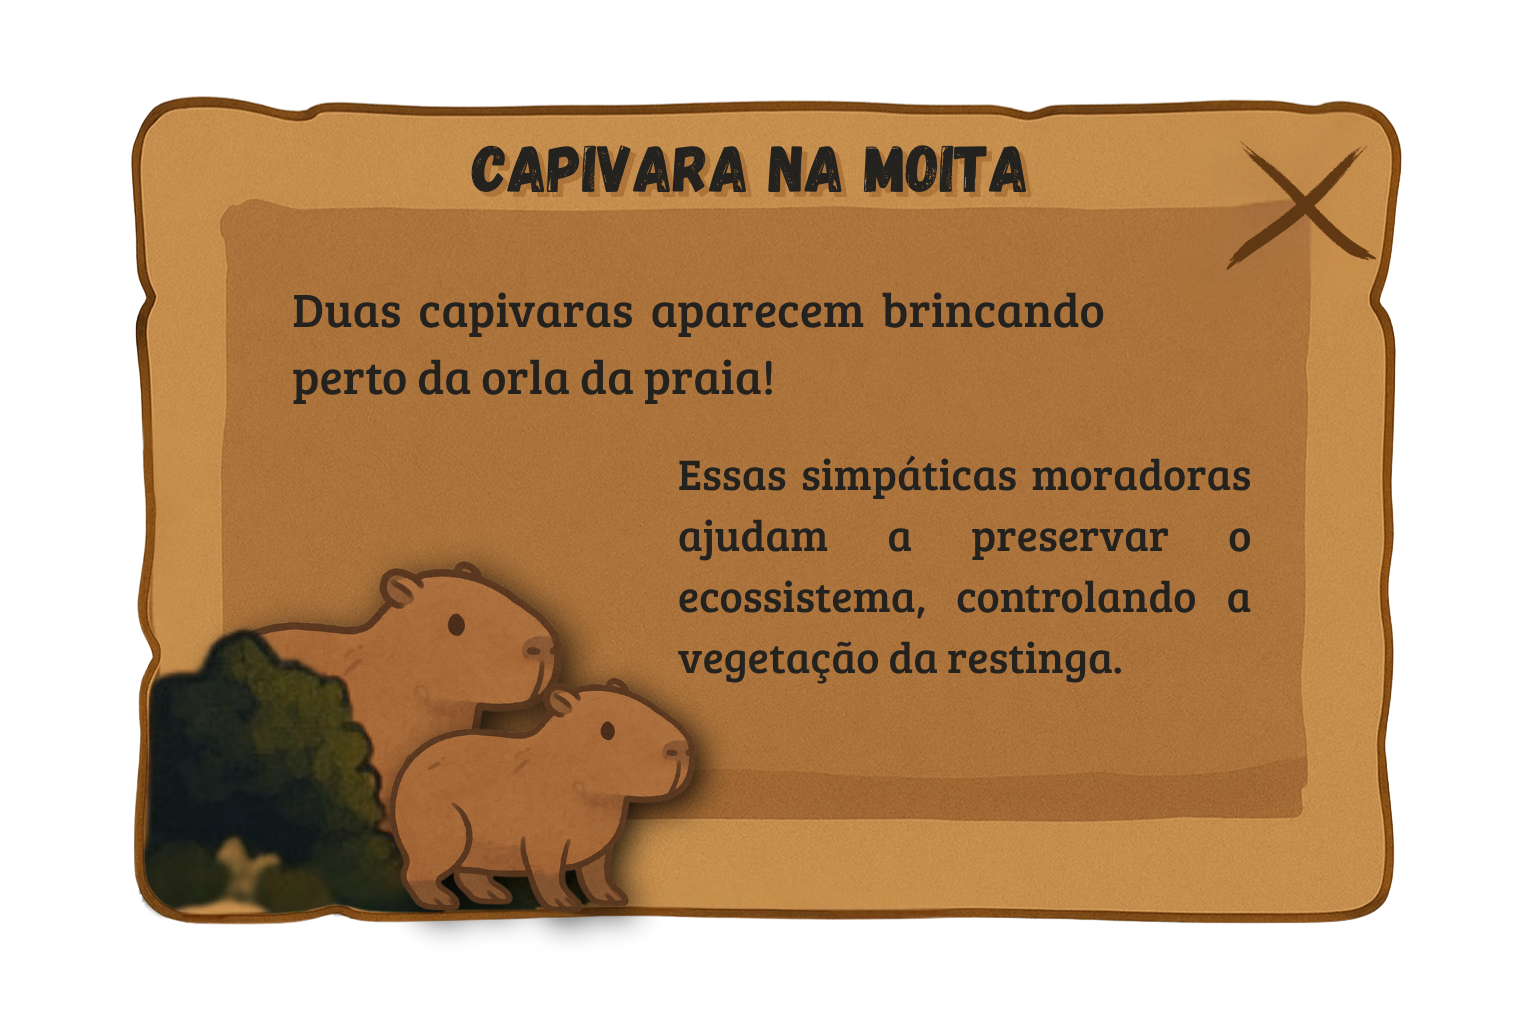 CAPIVARA NA MOITA
Duas capivaras aparecem brincando
perto da orla da praia!
Essas simpáticas moradoras
ajudam a preservar o
ecossistema, controlando a
vegetação da restinga.